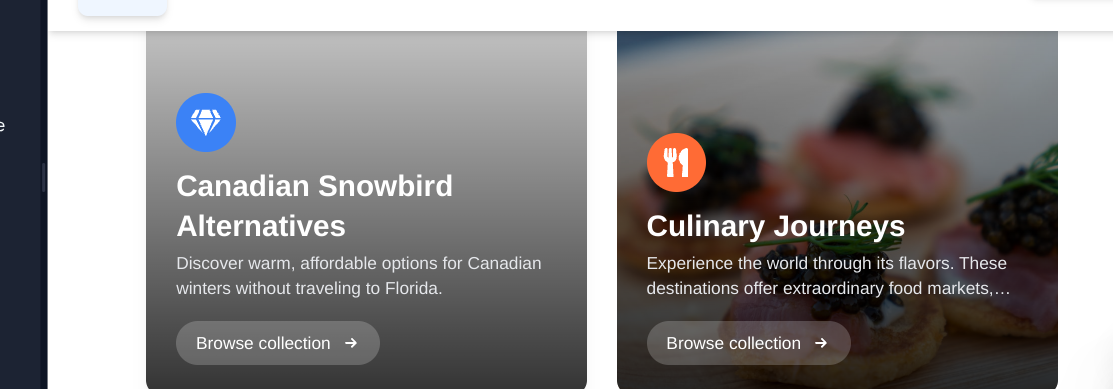 e
Canadian Snowbird
Alternatives
Discover warm, affordable options for Canadian
winters without traveling to Florida.
Browse collection
Culinary Journeys
Experience the world through its flavors. These
destinations offer extraordinary food markets,…
Browse collection